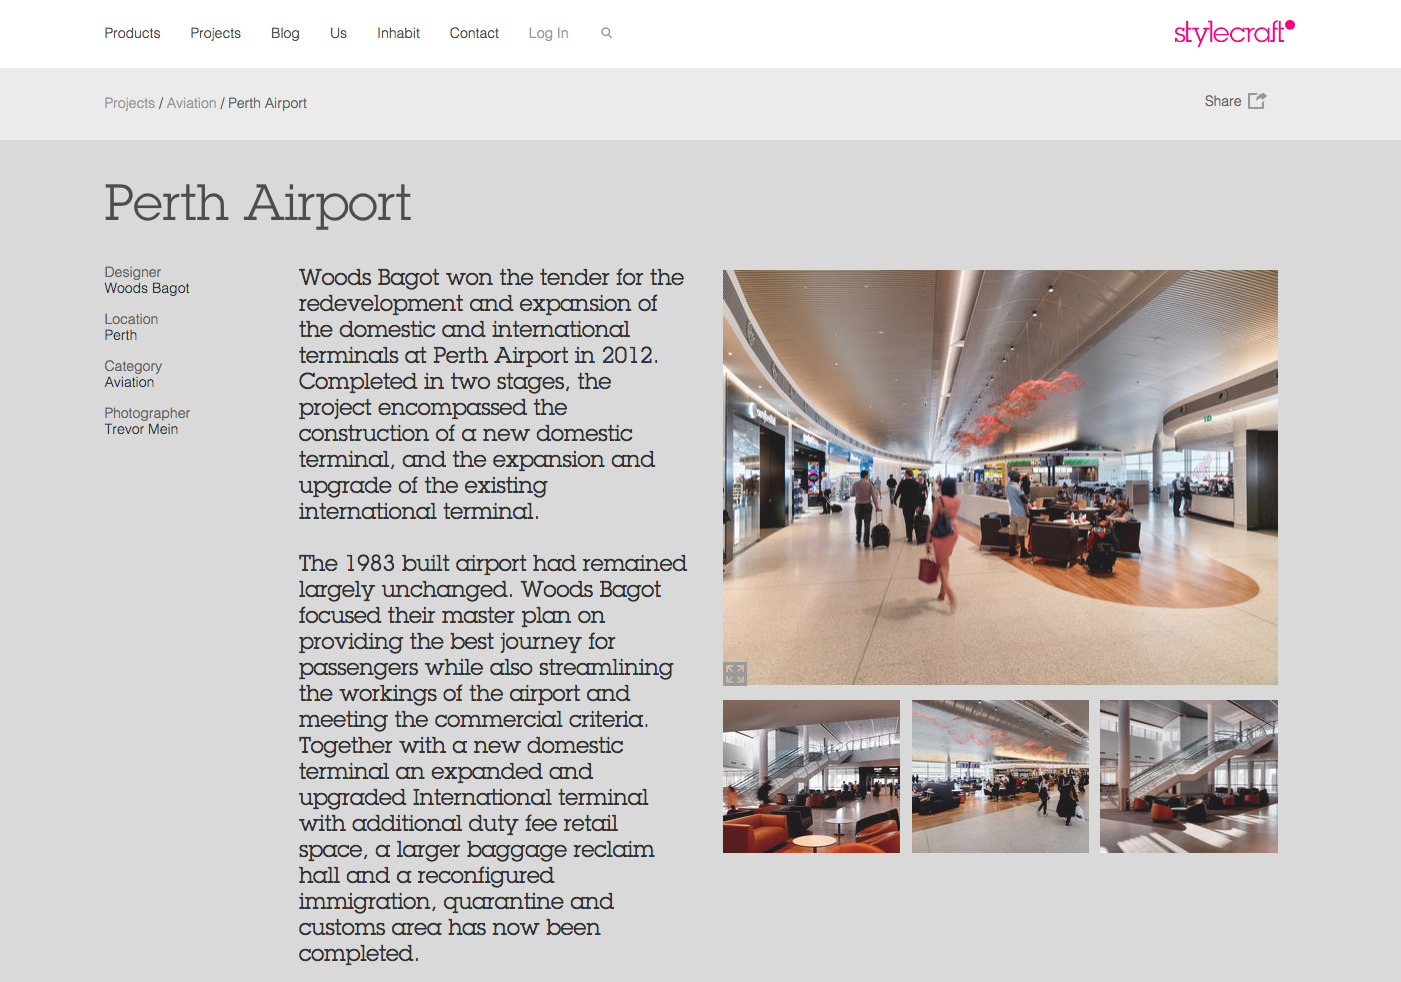 Products Projects Blog Us Inhabit Contact Log In
stylecraft
Projects / Aviation / Perth Airport
Share
Perth Airport
Designer
Woods Bagot
Location
Perth
Category
Aviation
Photographer
Trevor Mein
Woods Bagot won the tender for the
redevelopment and expansion of
the domestic and international
terminals at Perth Airport in 2012.
Completed in two stages, the
project encompassed the
construction of a new domestic
terminal, and the expansion and
upgrade of the existing
international terminal.
The 1983 built airport had remained
largely unchanged. Woods Bagot
focused their master plan on
providing the best journey for
passengers while also streamlining
the workings of the airport and
meeting the commercial criteria.
Together with a new domestic
terminal an expanded and
upgraded International terminal
with additional duty fee retail
space, a larger baggage reclaim
hall and a reconfigured
immigration, quarantine and
customs area has now been
completed.